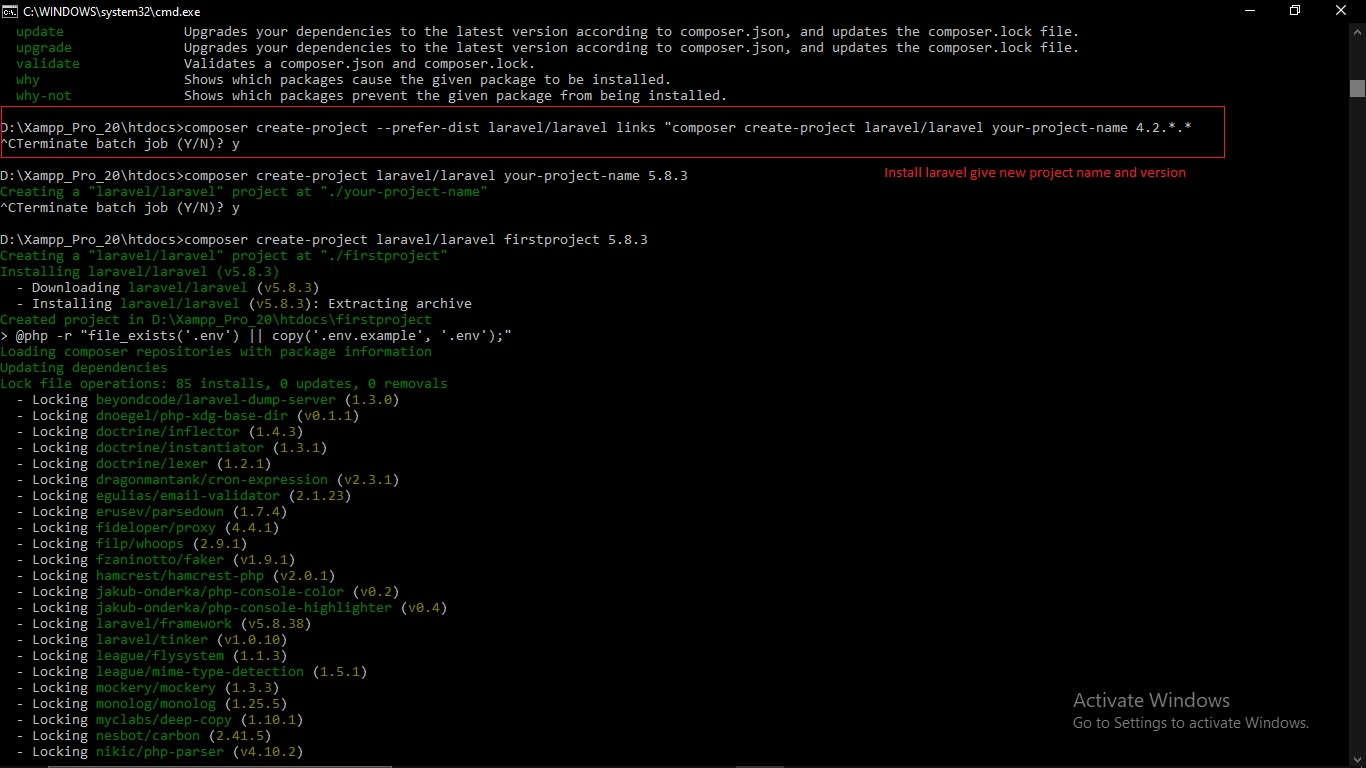 C:\WINDOWS\system32\cmd.exe
update Upgrades your dependencies to the latest version according to composer.json, and updates the composer.lock file.
upgrade Upgrades your dependencies to the latest version according to composer.json, and updates the composer.lock file.
validate Validates a composer.json and composer.lock.
why Shows which packages cause the given package to be installed.
why-not Shows which packages prevent the given package from being installed.
D:\Xampp_Pro_20\htdocs>composer create-project --prefer-dist laravel/laravel links "composer create-project laravel/laravel your-project-name 4.2.*.*
^CTerminate batch job (Y/N)? y
D:\Xampp_Pro_20\htdocs>composer create-project laravel/laravel your-project-name 5.8.3
Install laravel give new project name and version
Creating a "laravel/laravel" project at "./your-project-name"
^CTerminate batch job (Y/N)? y
D:\Xampp_Pro_20\htdocs>composer create-project laravel/laravel firstproject 5.8.3
Creating a "laravel/laravel" project at "./firstproject"
Installing laravel/laravel (v5.8.3)
- Downloading laravel/laravel (v5.8.3)
- Installing laravel/laravel (v5.8.3): Extracting archive
Created project in D:\Xampp_Pro_20\htdocs\firstproject
> @php -r "file_exists('.env') || copy('.env.example', '.env');"
Loading composer repositories with package information
Updating dependencies
Lock file operations: 85 installs, 0 updates, 0 removals
- Locking beyondcode/laravel-dump-server (1.3.0)
- Locking dnoegel/php-xdg-base-dir (v0.1.1)
- Locking doctrine/inflector (1.4.3)
- Locking doctrine/instantiator (1.3.1)
- Locking doctrine/lexer (1.2.1)
- Locking dragonmantank/cron-expression (v2.3.1)
- Locking egulias/email-validator (2.1.23)
- Locking erusev/parsedown (1.7.4)
- Locking fideloper/proxy (4.4.1)
- Locking filp/whoops (2.9.1)
- Locking fzaninotto/faker (v1.9.1)
- Locking hamcrest/hamcrest-php (v2.0.1)
- Locking jakub-onderka/php-console-color (v0.2)
- Locking jakub-onderka/php-console-highlighter (v0.4)
- Locking laravel/framework (v5.8.38)
- Locking laravel/tinker (v1.0.10)
- Locking league/flysystem (1.1.3)
- Locking league/mime-type-detection (1.5.1)
- Locking mockery/mockery (1.3.3)
- Locking monolog/monolog (1.25.5)
- Locking myclabs/deep-copy (1.10.1)
- Locking nesbot/carbon (2.41.5)
- Locking nikic/php-parser (v4.10.2)
Activate Windows
Go to Settings to activate Windows.